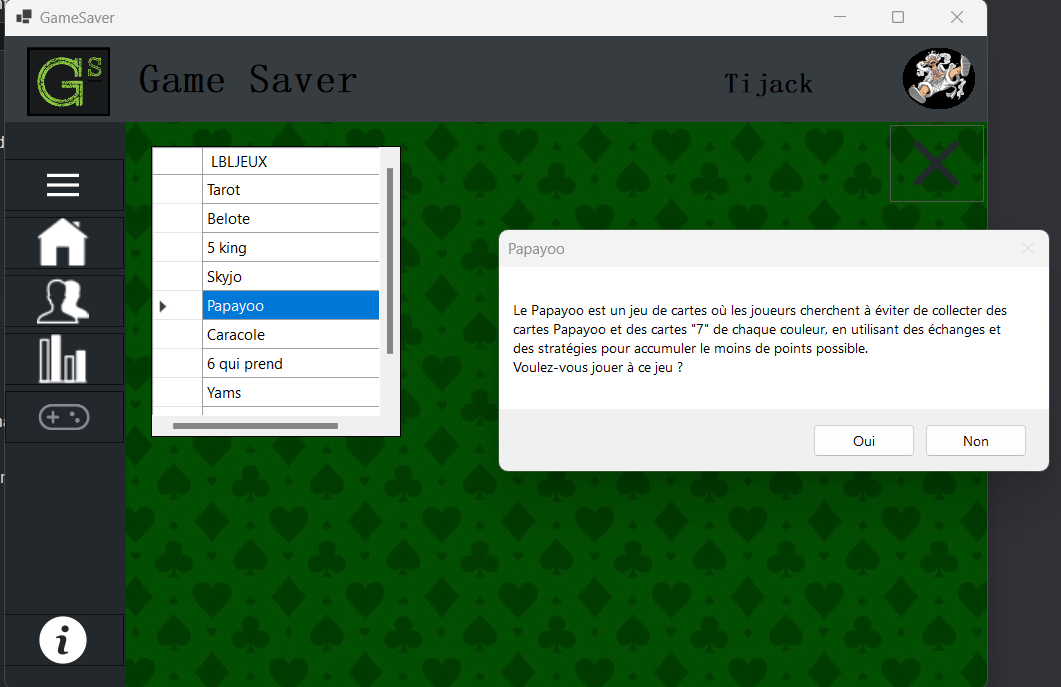 GameSaver
GS
Game Saver
Tijack
LBLJEUX
Tarot
Belote
5 king
Skyjo
Papayoo
Caracole
6 qui prend
Yams
Papayoo
Le Papayoo est un jeu de cartes où les joueurs cherchent à éviter de collecter des
cartes Papayoo et des cartes "7" de chaque couleur, en utilisant des échanges et
des stratégies pour accumuler le moins de points possible.
Voulez-vous jouer à ce jeu ?
Oui
Non